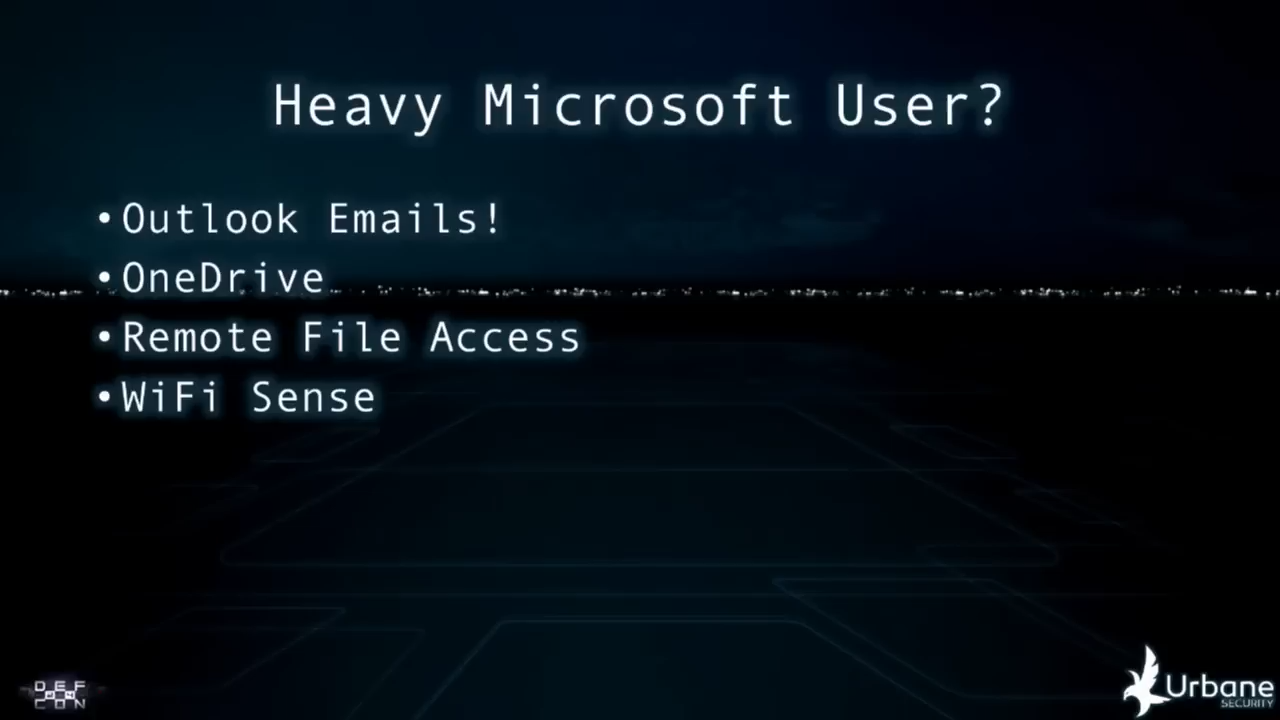 Heavy Microsoft User?
•Outlook Emails!
•OneDrive
•Remote File Access
•WiFi Sense
DEF
CON
Urbane
SECURITY